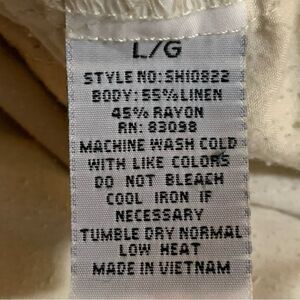 L/G
STYLE NO: SH10822
BODY: 55% LINEN
45% RAYON
RN: 83098
MACHINE WASH COLD
WITH LIKE COLORS
DO NOT BLEACH
COOL IRON IF
NECESSARY
TUMBLE DRY NORMAL
LOW HEAT
MADE IN VIETNAM